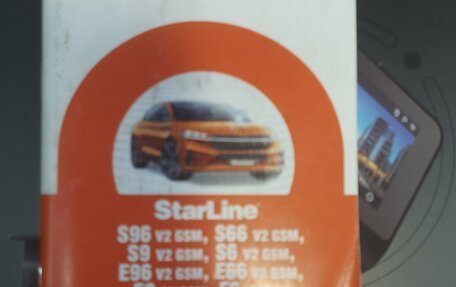 StarLine
S96 V2 GSM, S66 V2 GSM,
S9 V2 GSM, S6 V2 GSM,
E96 V2 GSM, E66 V2 GSM